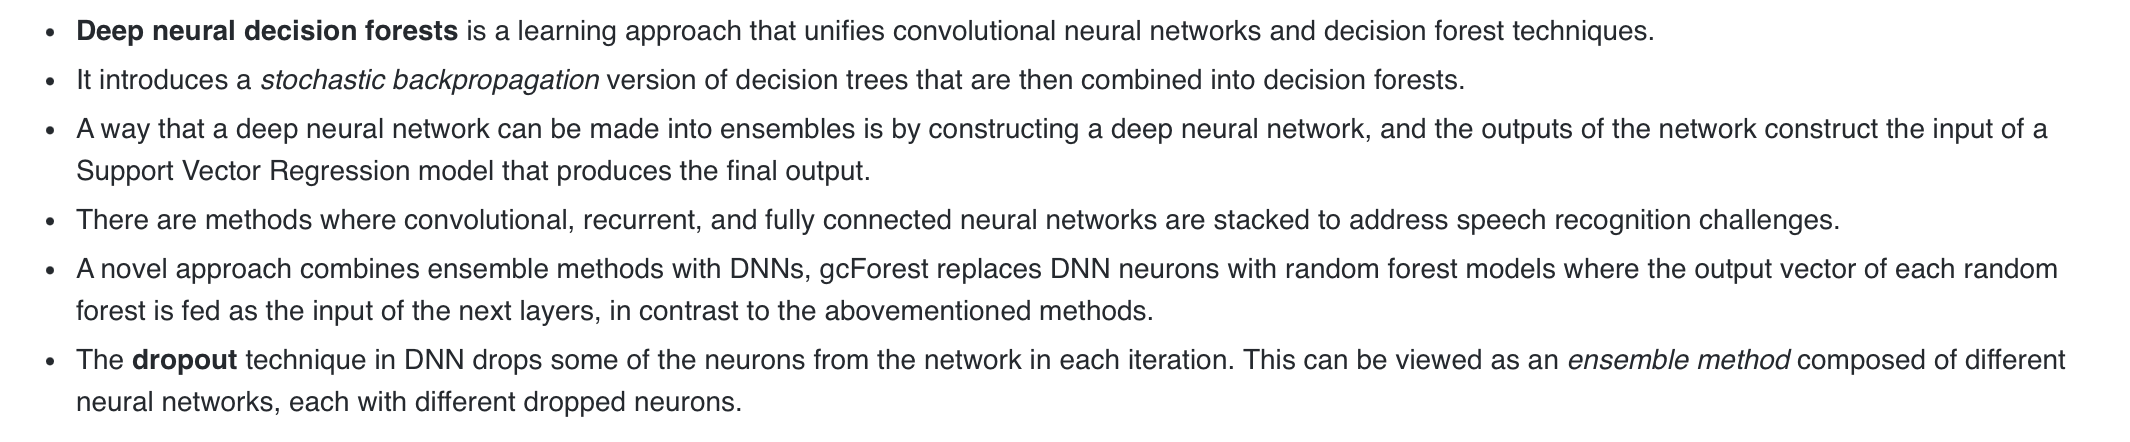 • Deep neural decision forests is a learning approach that unifies convolutional neural networks and decision forest techniques.
• It introduces a stochastic backpropagation version of decision trees that are then combined into decision forests.
• A way that a deep neural network can be made into ensembles is by constructing a deep neural network, and the outputs of the network construct the input of a
Support Vector Regression model that produces the final output.
• There are methods where convolutional, recurrent, and fully connected neural networks are stacked to address speech recognition challenges.
• A novel approach combines ensemble methods with DNNs, gcForest replaces DNN neurons with random forest models where the output vector of each random
forest is fed as the input of the next layers, in contrast to the abovementioned methods.
• The dropout technique in DNN drops some of the neurons from the network in each iteration. This can be viewed as an ensemble method composed of different
neural networks, each with different dropped neurons.